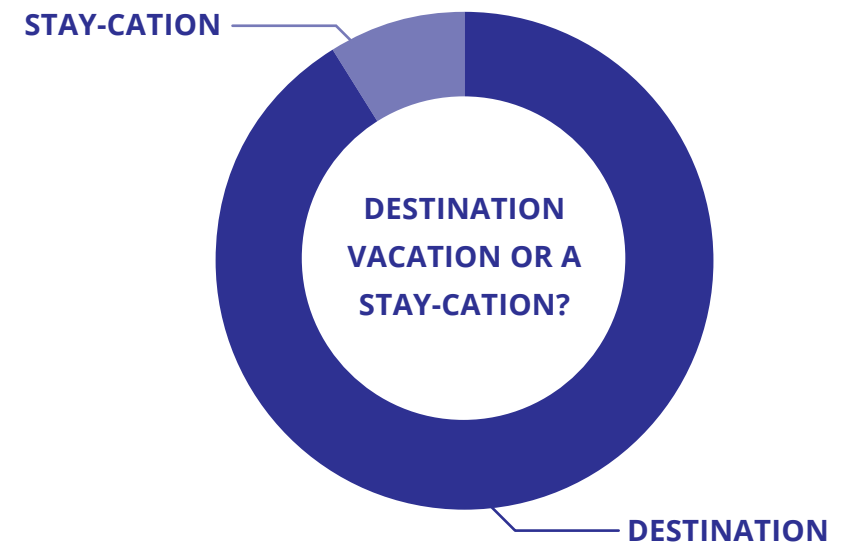 STAY-CATION
DESTINATION
VACATION OR A
STAY-CATION?
DESTINATION